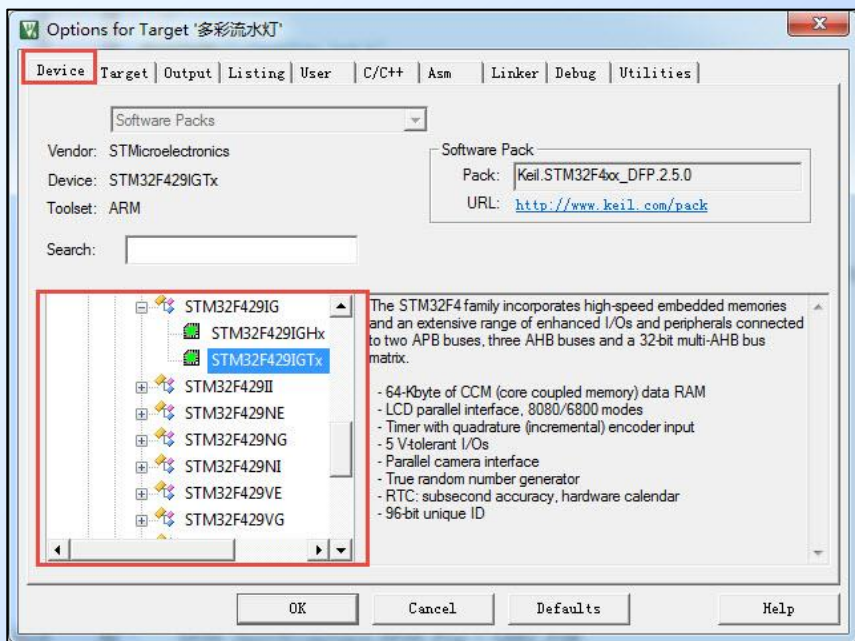 Options for Target '多彩流水灯'
Device Target Output Listing User C/C++ Asm Linker Debug Utilities
Software Packs
Vendor: STMicroelectronics
Device: STM32F429IGTx
Toolset: ARM
Search:
Software Pack
Pack: Keil.STM32F4xx_DFP.2.5.0
URL: http://www.keil.com/pack
STM32F429IG
STM32F429IGHx
STM32F429IGTx
STM32F429II
STM32F429NE
STM32F429NG
STM32F429NI
STM32F429VE
STM32F429VG
The STM32F4 family incorporates high-speed embedded memories
and an extensive range of enhanced I/Os and peripherals connected
to two APB buses, three AHB buses and a 32-bit multi-AHB bus
matrix.
- 64-Kbyte of CCM (core coupled memory) data RAM
- LCD parallel interface, 8080/6800 modes
- Timer with quadrature (incremental) encoder input
- 5 V-tolerant I/Os
- Parallel camera interface
- True random number generator
- RTC: subsecond accuracy, hardware calendar
- 96-bit unique ID
OK Cancel Defaults Help